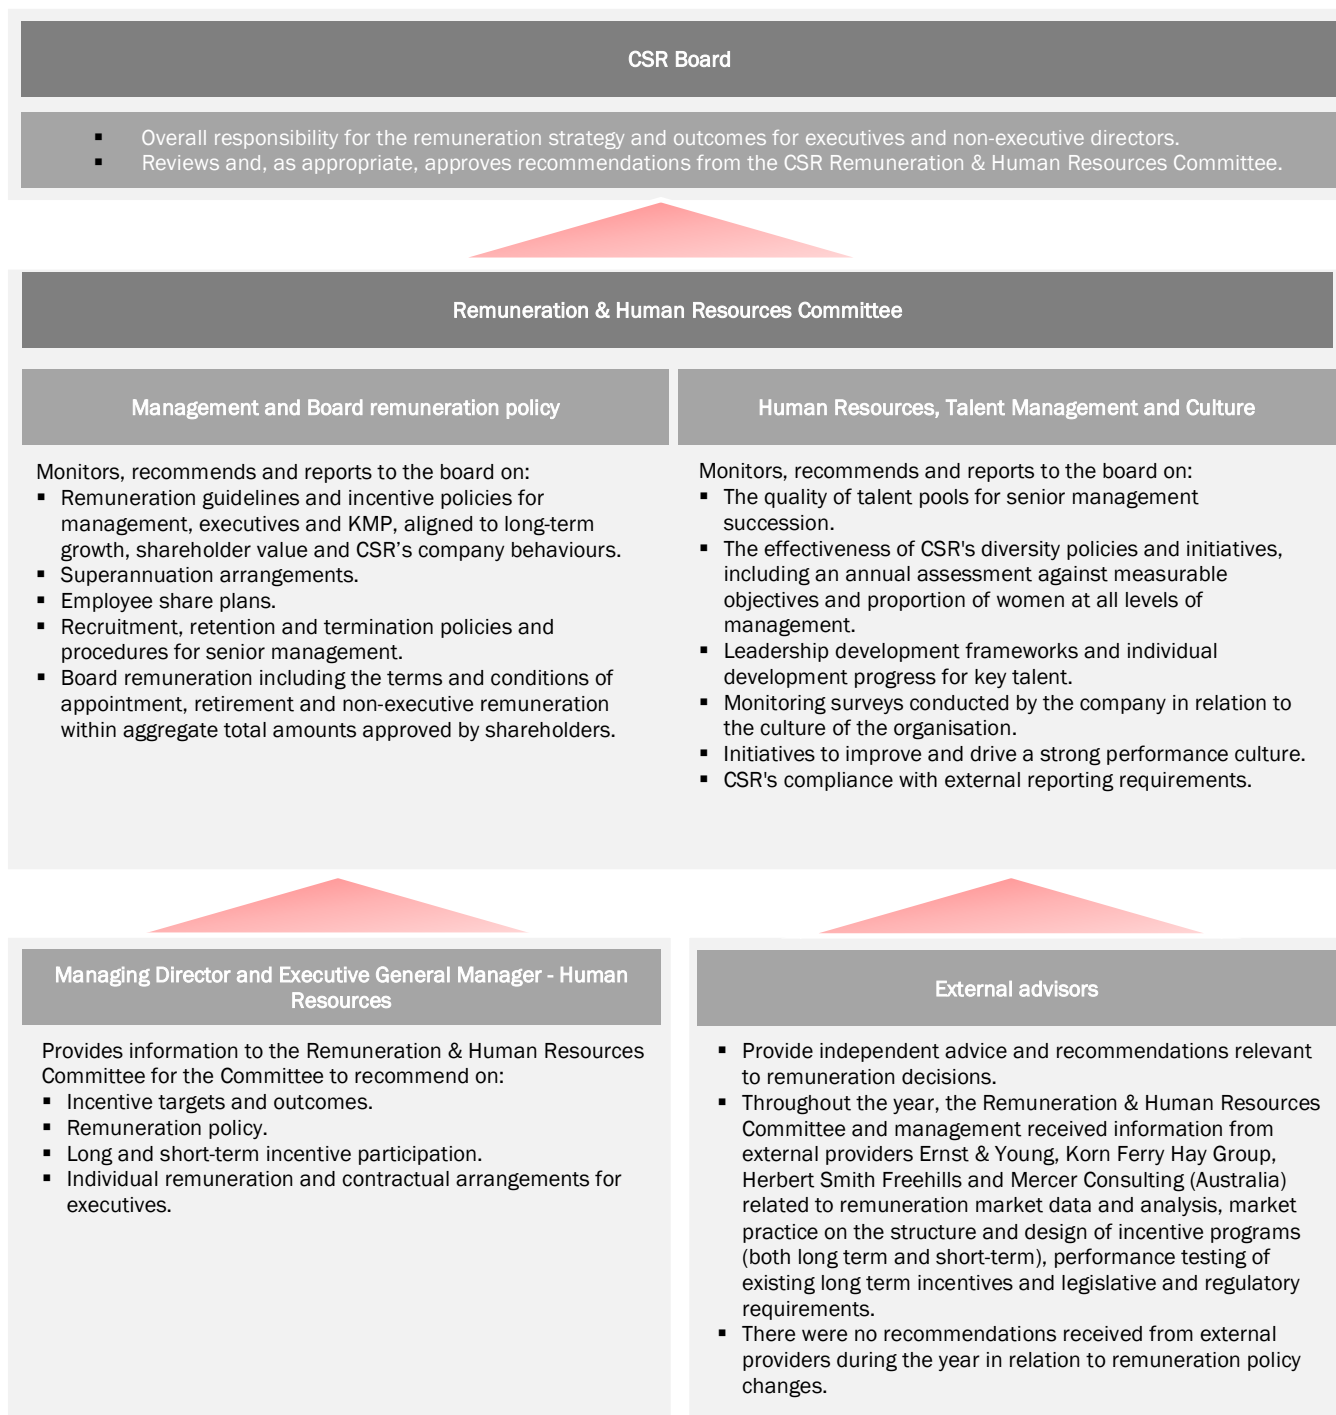 CSR Board
▪ Overall responsibility for the remuneration strategy and outcomes for executives and non-executive directors.
▪ Reviews and, as appropriate, approves recommendations from the CSR Remuneration & Human Resources Committee.
Remuneration & Human Resources Committee
Management and Board remuneration policy
Monitors, recommends and reports to the board on:
▪ Remuneration guidelines and incentive policies for
management, executives and KMP, aligned to long-term
growth, shareholder value and CSR’s company behaviours.
▪ Superannuation arrangements.
▪ Employee share plans.
▪ Recruitment, retention and termination policies and
procedures for senior management.
▪ Board remuneration including the terms and conditions of
appointment, retirement and non-executive remuneration
within aggregate total amounts approved by shareholders.
Human Resources, Talent Management and Culture
Monitors, recommends and reports to the board on:
▪ The quality of talent pools for senior management
succession.
▪ The effectiveness of CSR's diversity policies and initiatives,
including an annual assessment against measurable
objectives and proportion of women at all levels of
management.
▪ Leadership development frameworks and individual
development progress for key talent.
▪ Monitoring surveys conducted by the company in relation to
the culture of the organisation.
▪ Initiatives to improve and drive a strong performance culture.
▪ CSR's compliance with external reporting requirements.
Managing Director and Executive General Manager - Human
Resources
Provides information to the Remuneration & Human Resources
Committee for the Committee to recommend on:
▪ Incentive targets and outcomes.
▪ Remuneration policy.
▪ Long and short-term incentive participation.
▪ Individual remuneration and contractual arrangements for
executives.
External advisors
▪ Provide independent advice and recommendations relevant
to remuneration decisions.
▪ Throughout the year, the Remuneration & Human Resources
Committee and management received information from
external providers Ernst & Young, Korn Ferry Hay Group,
Herbert Smith Freehills and Mercer Consulting (Australia)
related to remuneration market data and analysis, market
practice on the structure and design of incentive programs
(both long term and short-term), performance testing of
existing long term incentives and legislative and regulatory
requirements.
▪ There were no recommendations received from external
providers during the year in relation to remuneration policy
changes.